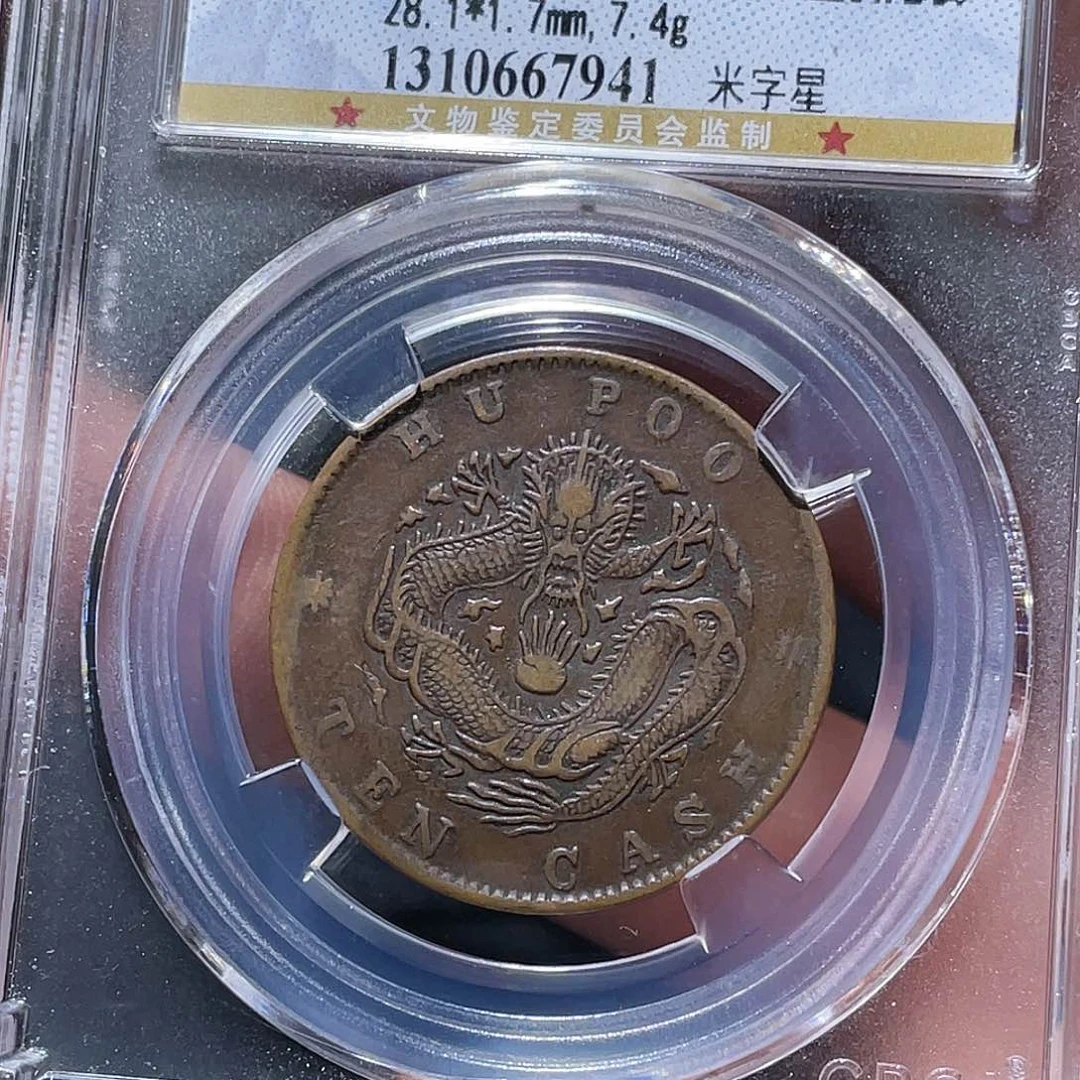 28.1*1.7mm, 7.4g
1310667941 米字星
文物鉴定委员会监制
HU POO
TEN CASH